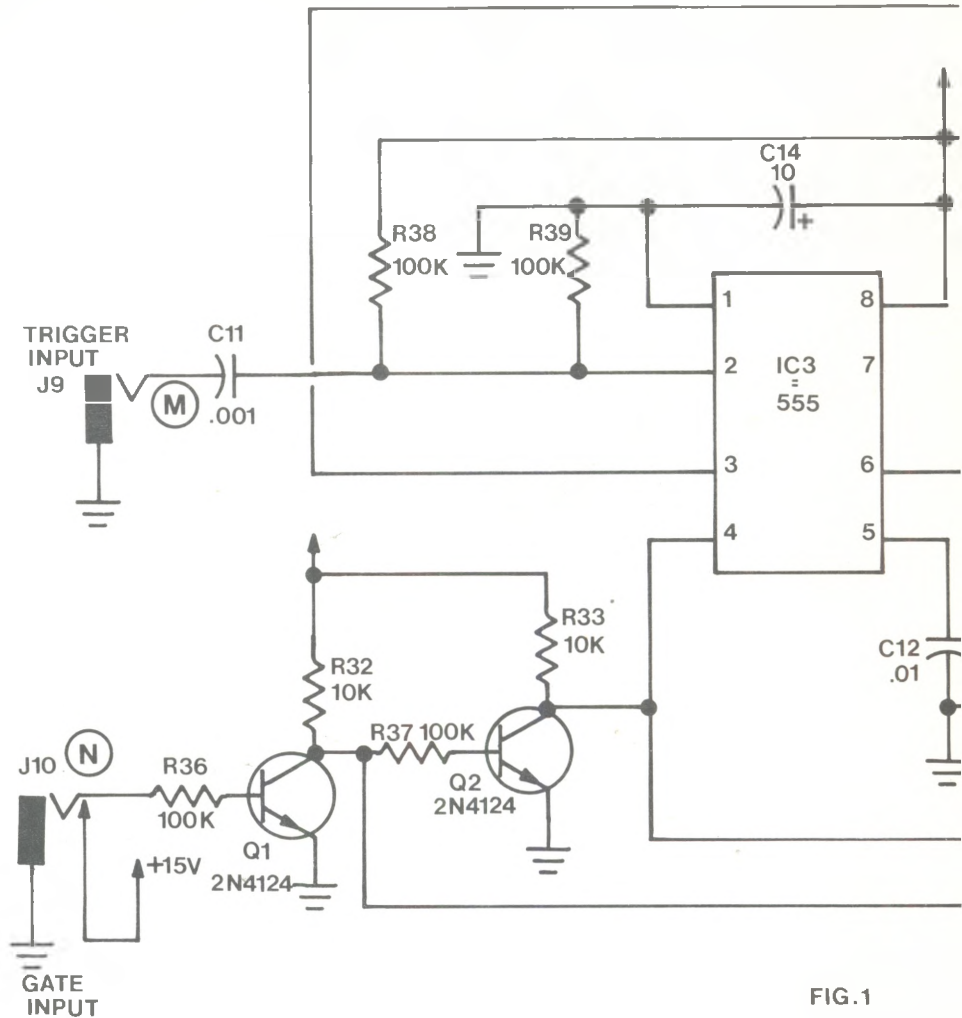 C14
10
+
R38
100K
R39
100K
1
8
TRIGGER
INPUT
J9
C11
M
.001
2
IC3
=
555
7
3
6
4
5
R33
10K
R32
10K
C12
.01
J10
N
R36
100K
R37 100K
Q2
2N4124
Q1
2N4124
+15V
GATE
INPUT
FIG.1